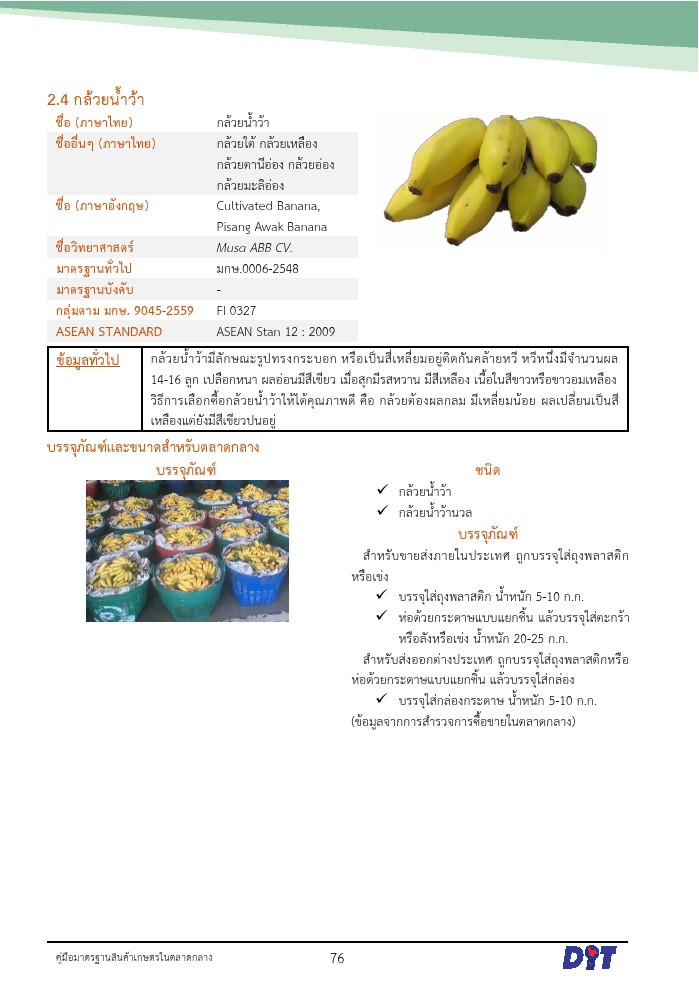 2.4 กล้วยน้ำว้า
ชื่อ (ภาษาไทย) กล้วยน้ำว้า
ชื่ออื่นๆ (ภาษาไทย) กล้วยใต้ กล้วยเหลือง
กล้วยตานีอ่อง กล้วยอ่อง
กล้วยมะลิอ่อง
ชื่อ (ภาษาอังกฤษ) Cultivated Banana,
Pisang Awak Banana
ชื่อวิทยาศาสตร์ Musa ABB CV.
มาตรฐานทั่วไป มกษ.0006-2548
มาตรฐานบังคับ -
กลุ่มตาม มกษ. 9045-2559 FI 0327
ASEAN STANDARD ASEAN Stan 12 : 2009
ข้อมูลทั่วไป กล้วยน้ำว้ามีลักษณะรูปทรงกระบอก หรือเป็นสี่เหลี่ยมอยู่ติดกันคล้ายหวี หวีหนึ่งมีจำนวนผล
14-16 ลูก เปลือกหนา ผลอ่อนมีสีเขียว เมื่อสุกมีรสหวาน มีสีเหลือง เนื้อในสีขาวหรือขาวอมเหลือง
วิธีการเลือกซื้อกล้วยน้ำว้าให้ได้คุณภาพดี คือ กล้วยต้องผลกลม มีเหลี่ยมน้อย ผลเปลี่ยนเป็นสี
เหลืองแต่ยังมีสีเขียวปนอยู่
บรรจุภัณฑ์และขนาดสำหรับตลาดกลาง
บรรจุภัณฑ์
ชนิด
✓ กล้วยน้ำว้า
✓ กล้วยน้ำว้านวล
บรรจุภัณฑ์
สำหรับขายส่งภายในประเทศ ถูกบรรจุใส่ถุงพลาสติก
หรือเข่ง
✓ บรรจุใส่ถุงพลาสติก น้ำหนัก 5-10 ก.ก.
✓ ห่อด้วยกระดาษแบบแยกชิ้น แล้วบรรจุใส่ตะกร้า
หรือลังหรือเข่ง น้ำหนัก 20-25 ก.ก.
สำหรับส่งออกต่างประเทศ ถูกบรรจุใส่ถุงพลาสติกหรือ
ห่อด้วยกระดาษแบบแยกชิ้น แล้วบรรจุใส่กล่อง
✓ บรรจุใส่กล่องกระดาษ น้ำหนัก 5-10 ก.ก.
(ข้อมูลจากการสำรวจการซื้อขายในตลาดกลาง)
คู่มือมาตรฐานสินค้าเกษตรในตลาดกลาง 76 DIT